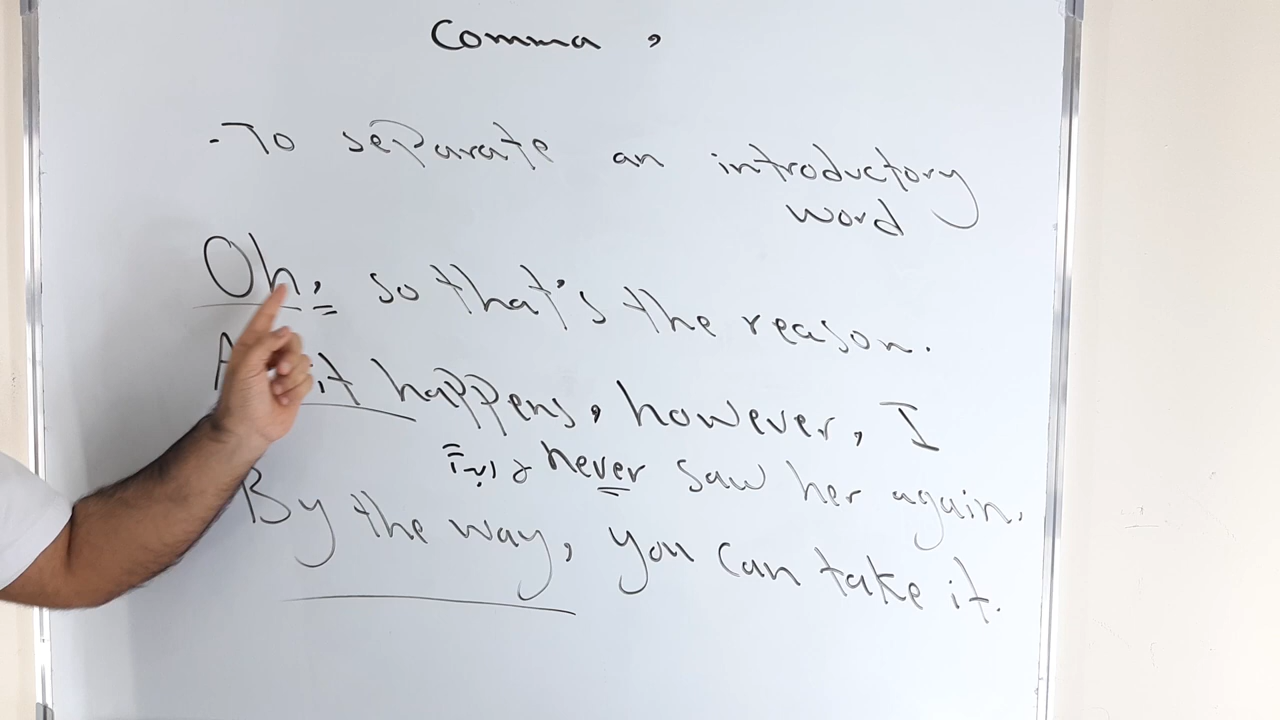 Comma ,
- To separate an introductory
word
Oh, so that's the reason.
it happens, however, I
never saw her again.
By the way, you can take it.